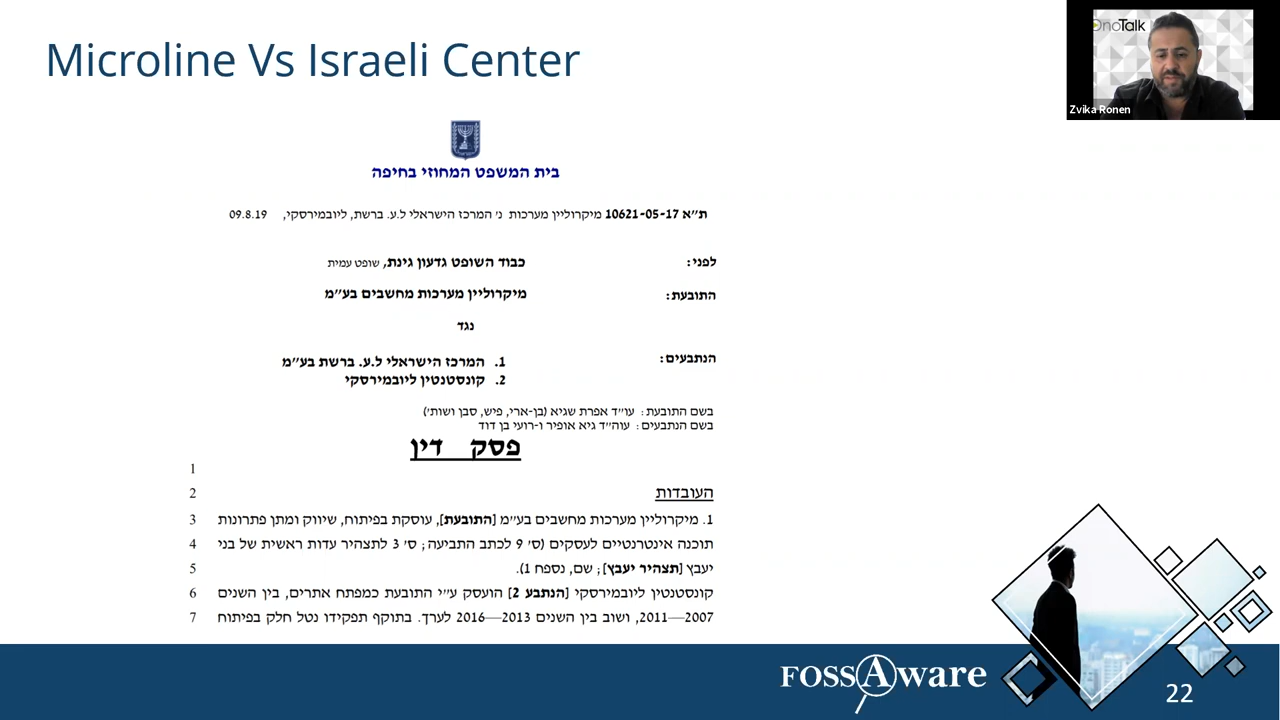 Microline Vs Israeli Center
OnoTalk
Zvika Ronen
בית המשפט המחוזי בחיפה
ת"א 10621-05-17 מיקרוליין מערכות נ' המרכז הישראלי ל.ע. ברשת, ליובמירסקי, 09.8.19
לפני: כבוד השופט גדעון גינת, שופט עמית
התובעת: מיקרוליין מערכות מחשבים בע"מ
נגד
הנתבעים: 1. המרכז הישראלי ל.ע. ברשת בע"מ
2. קונסטנטין ליובמירסקי
בשם התובעת: עו"ד אפרת שגיא (בן-ארי, פיש, סבן ושות')
בשם הנתבעים: עוה"ד גיא אופיר ו-רועי בן דוד
פסק דין
1
העובדות 2
1. מיקרוליין מערכות מחשבים בע"מ [התובעת], עוסקת בפיתוח, שיווק ומתן פתרונות 3
תוכנה אינטרנטיים לעסקים (ס' 9 לכתב התביעה; ס' 3 לתצהיר עדות ראשית של בני 4
יעבץ [תצהיר יעבץ]; שם, נספח 1). 5
קונסטנטין ליובמירסקי [הנתבע 2] הועסק ע"י התובעת כמפתח אתרים, בין השנים 6
2007—2011, ושוב בין השנים 2013—2016 לערך. בתוקף תפקידו נטל חלק בפיתוח 7
FOSSAware
22